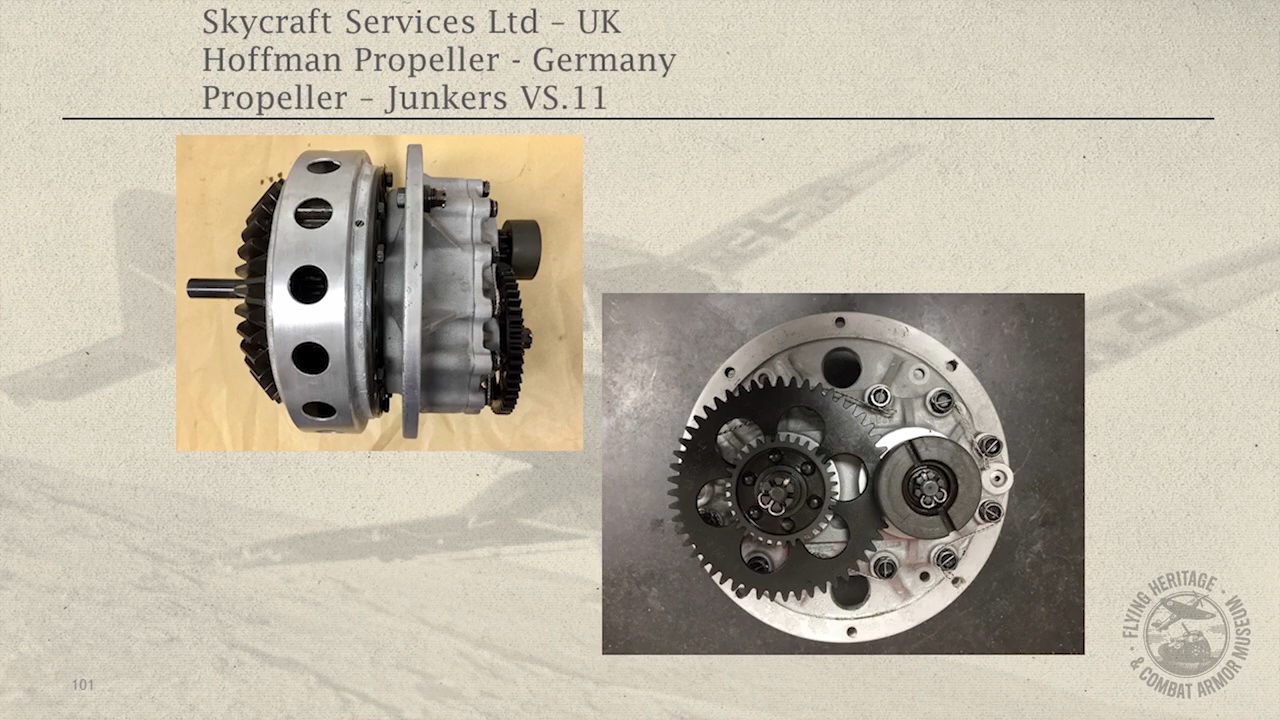 Skycraft Services Ltd – UK
Hoffman Propeller - Germany
Propeller – Junkers VS.11
101
FLYING HERITAGE
& COMBAT ARMOR MUSEUM